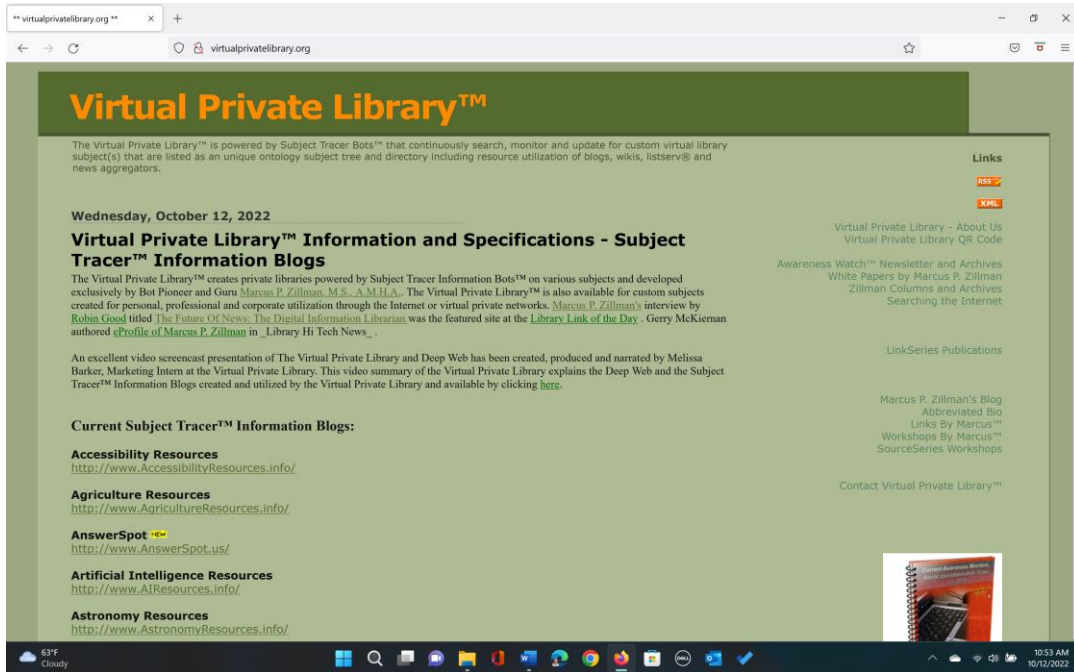 ** virtualprivatelibrary.org **
virtualprivatelibrary.org
Virtual Private Library™
The Virtual Private Library™ is powered by Subject Tracer Bots™ that continuously search, monitor and update for custom virtual library
subject(s) that are listed as an unique ontology subject tree and directory including resource utilization of blogs, wikis, listserv® and
news aggregators.
Wednesday, October 12, 2022
Virtual Private Library™ Information and Specifications - Subject
Tracer™ Information Blogs
The Virtual Private Library™ creates private libraries powered by Subject Tracer Information Bots™ on various subjects and developed
exclusively by Bot Pioneer and Guru Marcus P. Zillman, M.S., A.M.H.A.. The Virtual Private Library™ is also available for custom subjects
created for personal, professional and corporate utilization through the Internet or virtual private networks. Marcus P. Zillman's interview by
Robin Good titled The Future Of News: The Digital Information Librarian was the featured site at the Library Link of the Day . Gerry McKiernan
authored eProfile of Marcus P. Zillman in _Library Hi Tech News_ .
An excellent video screencast presentation of The Virtual Private Library and Deep Web has been created, produced and narrated by Melissa
Barker, Marketing Intern at the Virtual Private Library. This video summary of the Virtual Private Library explains the Deep Web and the Subject
Tracer™ Information Blogs created and utilized by the Virtual Private Library and available by clicking here.
Current Subject Tracer™ Information Blogs:
Accessibility Resources
http://www.AccessibilityResources.info/
Agriculture Resources
http://www.AgricultureResources.info/
AnswerSpot NEW
http://www.AnswerSpot.us/
Artificial Intelligence Resources
http://www.AIResources.info/
Astronomy Resources
http://www.AstronomyResources.info/
Links
RSS
XML
Virtual Private Library - About Us
Virtual Private Library QR Code
Awareness Watch™ Newsletter and Archives
White Papers by Marcus P. Zillman
Zillman Columns and Archives
Searching the Internet
LinkSeries Publications
Marcus P. Zillman's Blog
Abbreviated Bio
Links By Marcus™
Workshops By Marcus™
SourceSeries Workshops
Contact Virtual Private Library™
63°F
Cloudy
DELL
10:53 AM
10/12/2022